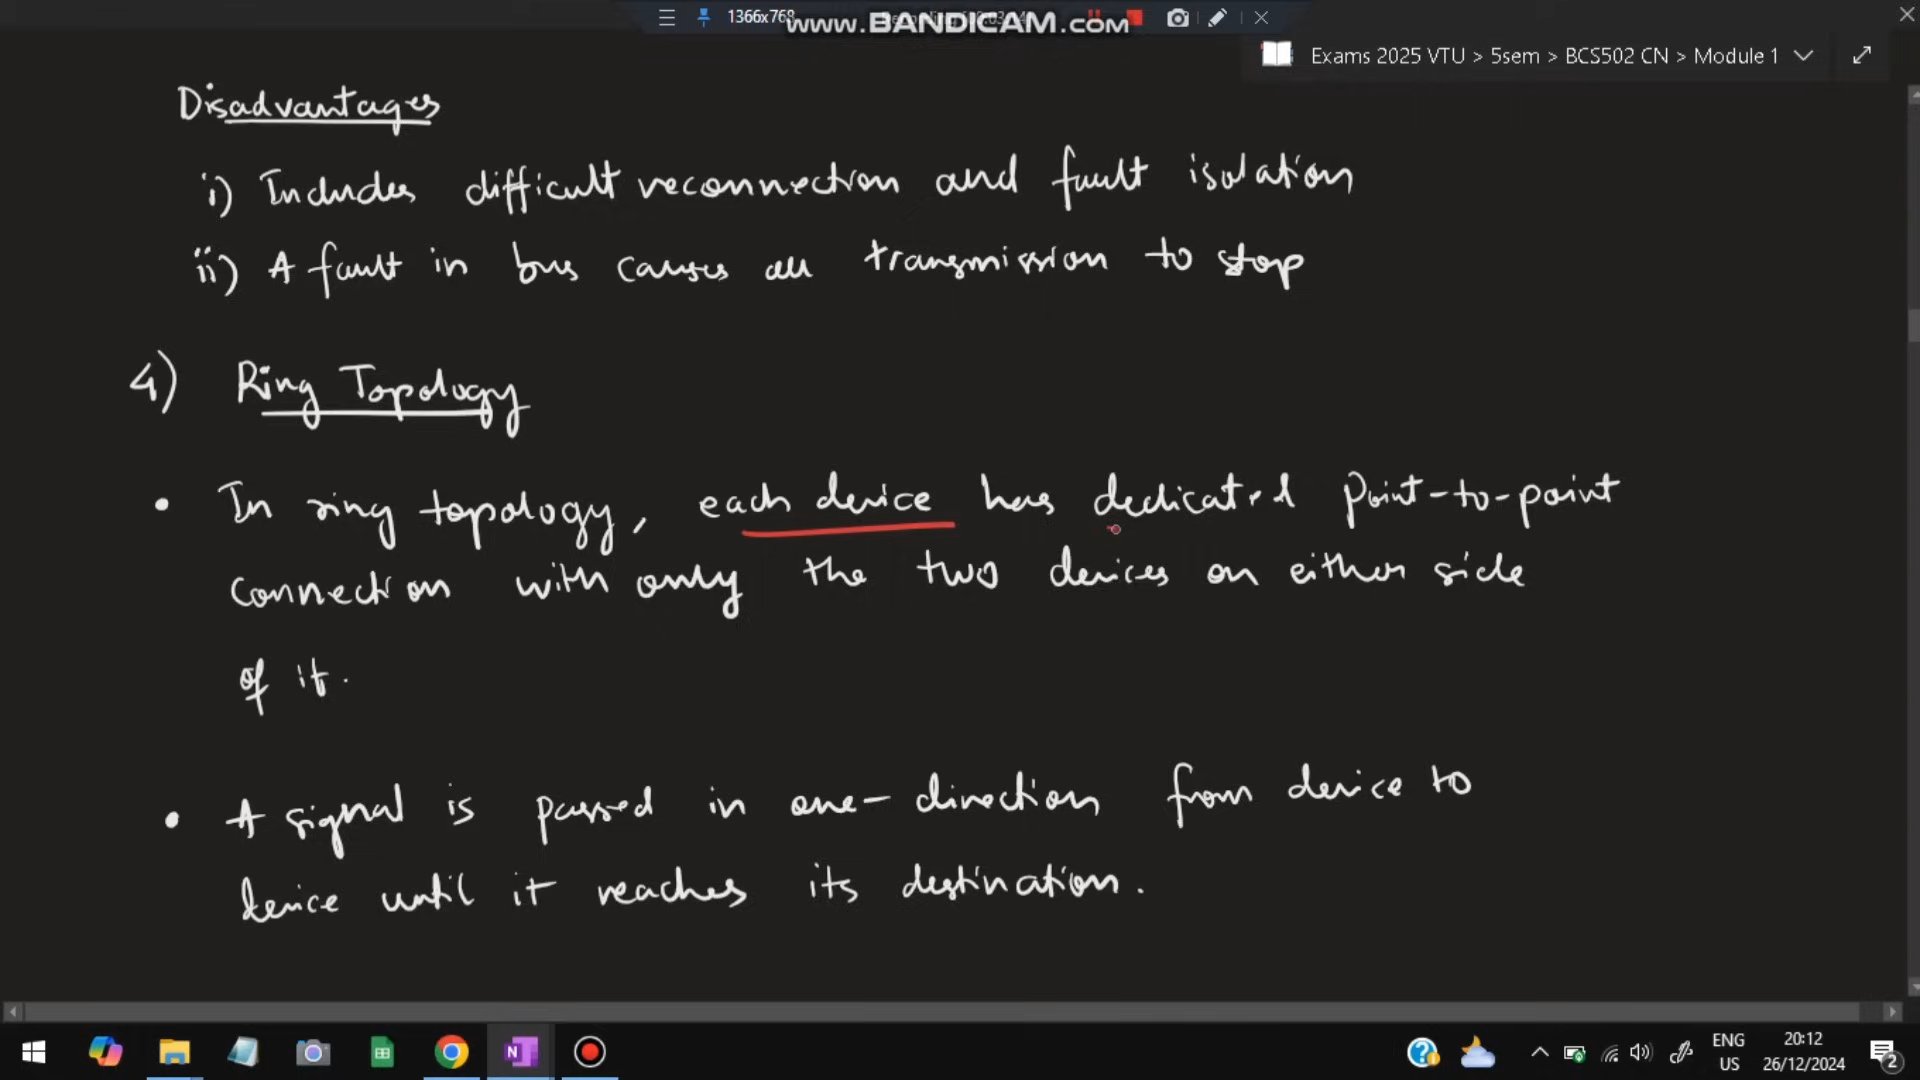 1366x768
www.BANDICAM.com
Exams 2025 VTU > 5sem > BCS502 CN > Module 1
Disadvantages
i) Includes difficult reconnection and fault isolation
ii) A fault in bus causes all transmission to stop
4) Ring Topology
• In ring topology, each device has dedicated point-to-point
connection with only the two devices on either side
of it.
• A signal is passed in one-direction from device to
device until it reaches its destination.
ENG
US
20:12
26/12/2024
2